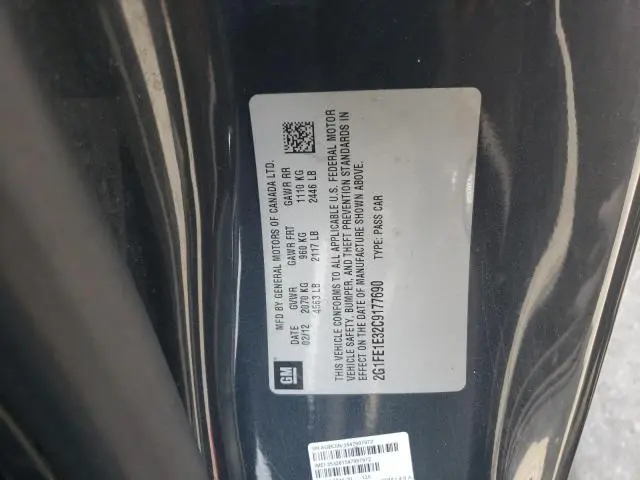 MFD BY GENERAL MOTORS OF CANADA LTD.
DATE GVWR GAWR FRT GAWR RR
02/12 2070 KG 960 KG 1110 KG
4563 LB 2117 LB 2446 LB
THIS VEHICLE CONFORMS TO ALL APPLICABLE U.S. FEDERAL MOTOR
VEHICLE SAFETY, BUMPER, AND THEFT PREVENTION STANDARDS IN
EFFECT ON THE DATE OF MANUFACTURE SHOWN ABOVE.
2G1FE1E32C9177690 TYPE: PASS CAR
GM